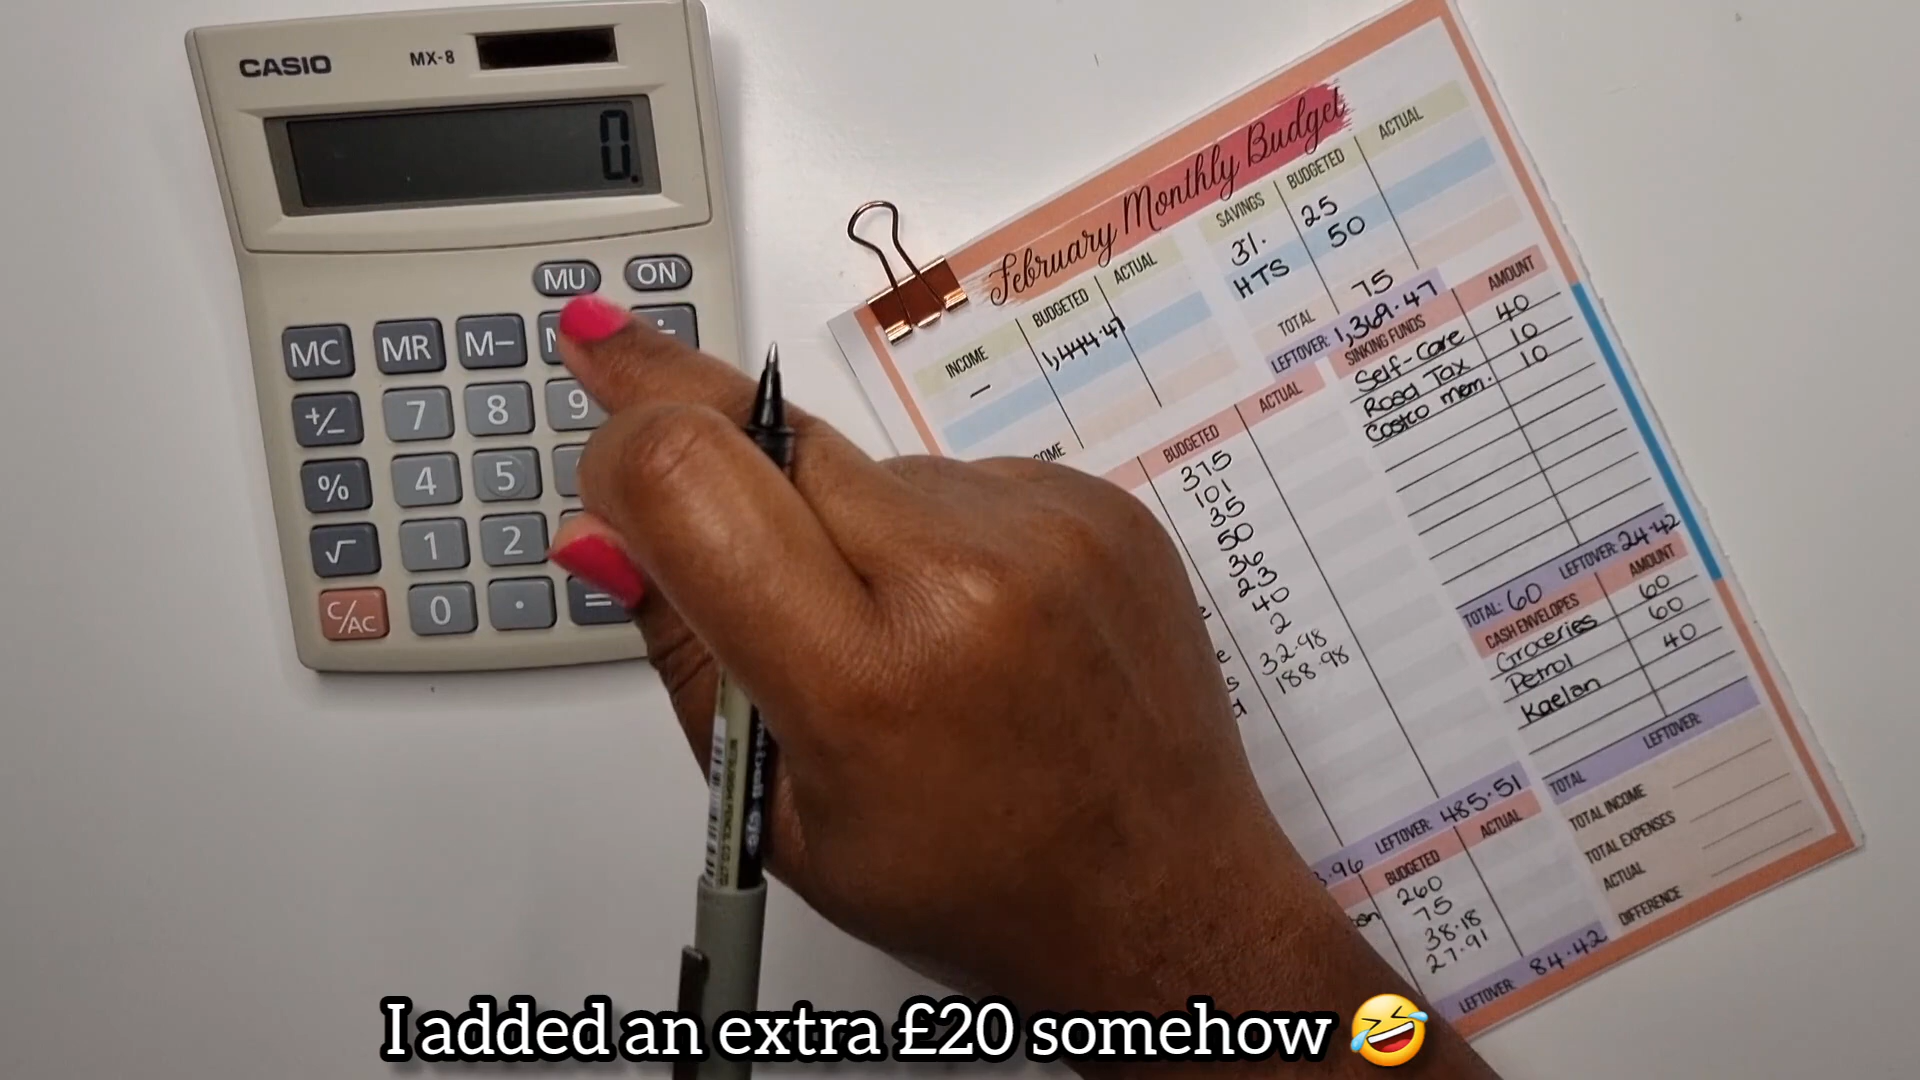 CASIO
MX-8
0.
MU ON
MC MR M−
+/− 7 8 9
% 4 5
√ 1 2
C/AC 0 · =
February Monthly Budget
INCOME BUDGETED ACTUAL
— 1,444.47
SAVINGS BUDGETED ACTUAL
3%. 25
HTS 50
TOTAL 75
LEFTOVER: 1,369.47
BUDGETED ACTUAL
375
101
35
50
36
23
40
2
32.98
188.98
LEFTOVER: 485.51
BUDGETED ACTUAL
260
75
38.18
27.91
LEFTOVER: 84.42
SINKING FUNDS AMOUNT
Self-Care 40
Road Tax 10
Costco mem. 10
TOTAL: 60 LEFTOVER: 24.42
CASH ENVELOPES AMOUNT
Groceries 60
Petrol 60
Kaelan 40
TOTAL LEFTOVER:
TOTAL INCOME
TOTAL EXPENSES
ACTUAL
DIFFERENCE
I added an extra £20 somehow 🤣